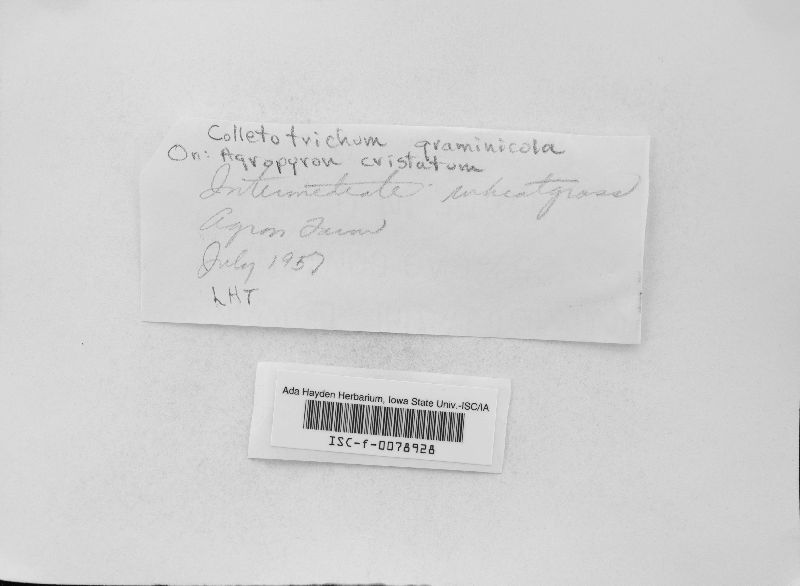 Colletotrichum graminicola
On: Agropyron cristatum
Intermediate wheatgrass
Agron Farm
July 1957
LHT
Ada Hayden Herbarium, Iowa State Univ.-ISC/IA
ISC-f-0078928